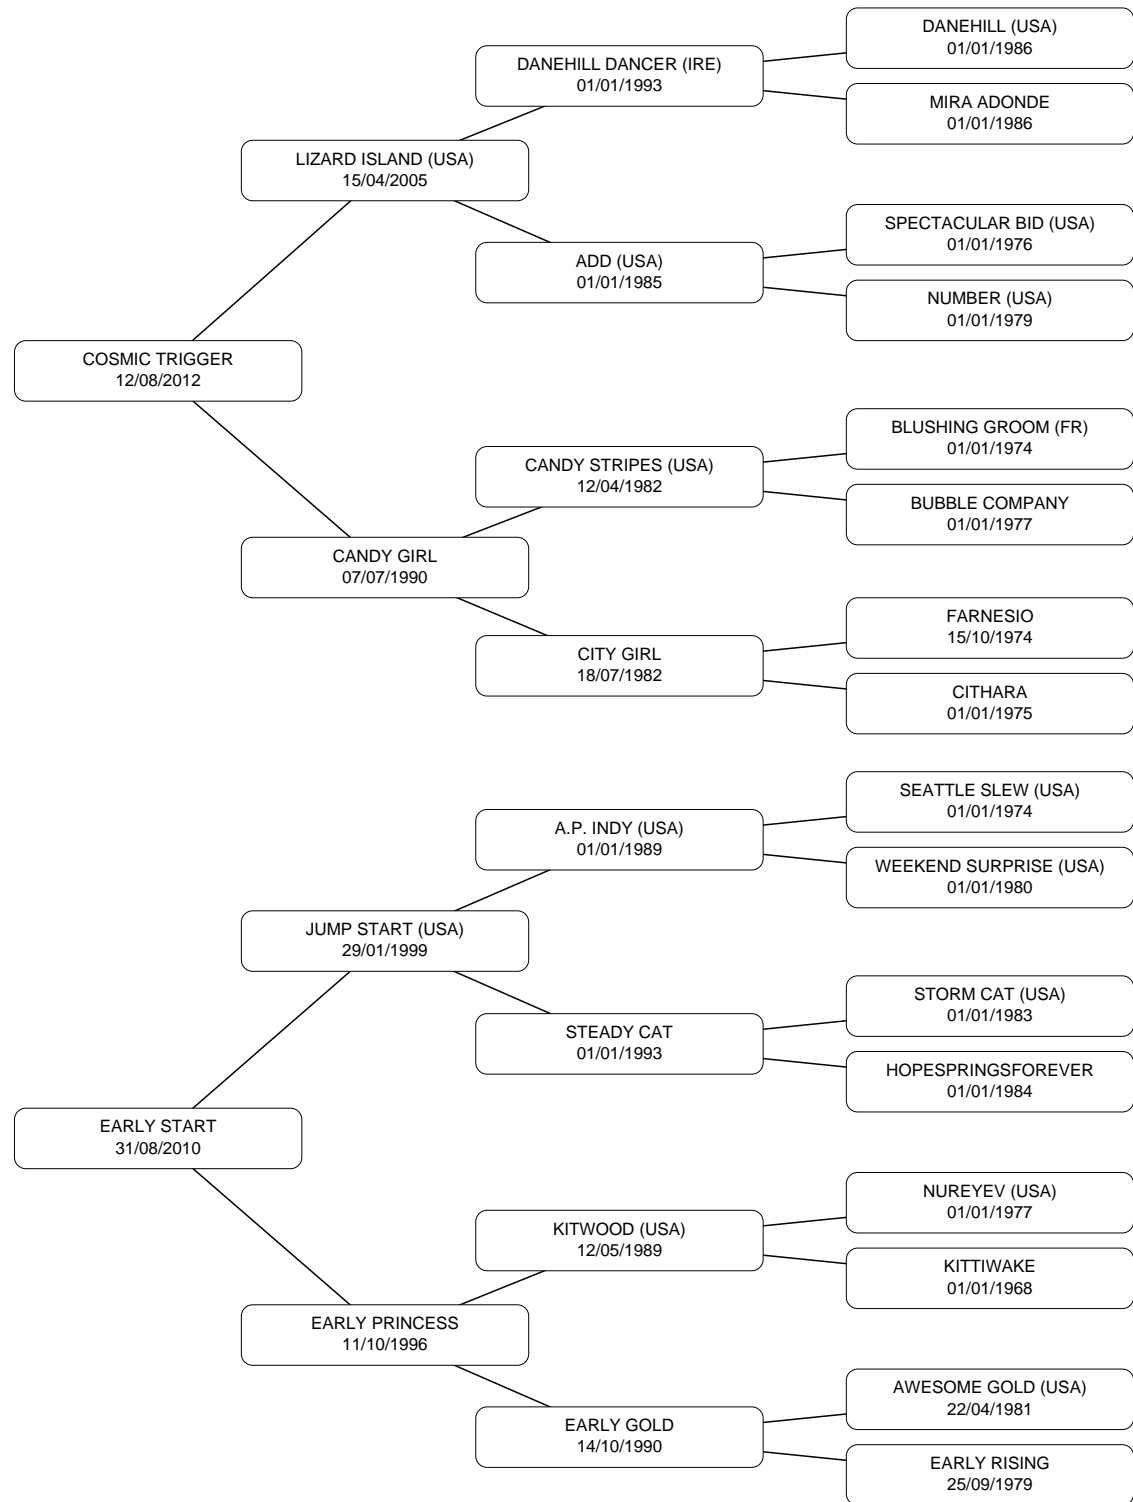 DANEHILL (USA)
01/01/1986
DANEHILL DANCER (IRE)
01/01/1993
MIRA ADONDE
01/01/1986
LIZARD ISLAND (USA)
15/04/2005
SPECTACULAR BID (USA)
01/01/1976
ADD (USA)
01/01/1985
NUMBER (USA)
01/01/1979
COSMIC TRIGGER
12/08/2012
BLUSHING GROOM (FR)
01/01/1974
CANDY STRIPES (USA)
12/04/1982
BUBBLE COMPANY
01/01/1977
CANDY GIRL
07/07/1990
FARNESIO
15/10/1974
CITY GIRL
18/07/1982
CITHARA
01/01/1975
SEATTLE SLEW (USA)
01/01/1974
A.P. INDY (USA)
01/01/1989
WEEKEND SURPRISE (USA)
01/01/1980
JUMP START (USA)
29/01/1999
STORM CAT (USA)
01/01/1983
STEADY CAT
01/01/1993
HOPESPRINGSFOREVER
01/01/1984
EARLY START
31/08/2010
NUREYEV (USA)
01/01/1977
KITWOOD (USA)
12/05/1989
KITTIWAKE
01/01/1968
EARLY PRINCESS
11/10/1996
AWESOME GOLD (USA)
22/04/1981
EARLY GOLD
14/10/1990
EARLY RISING
25/09/1979